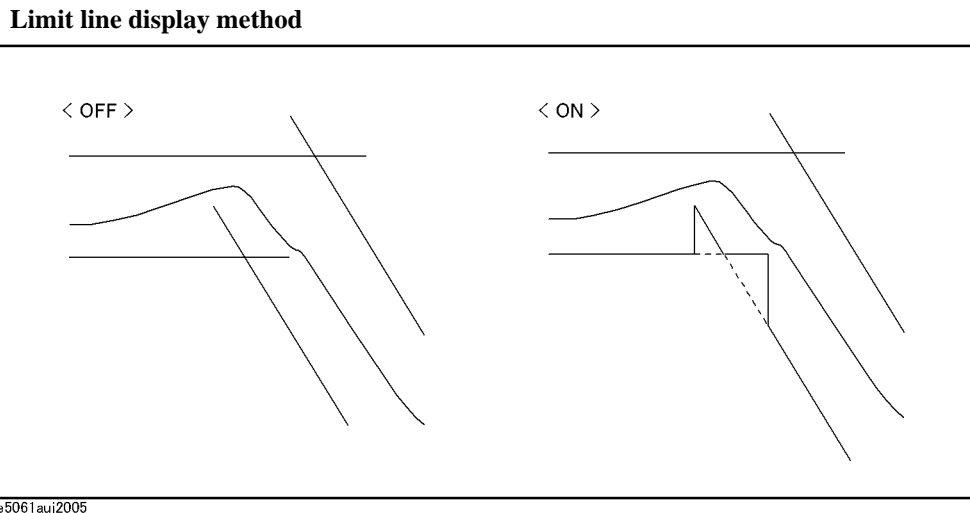 Limit line display method
< OFF >
< ON >
e5061aui2005